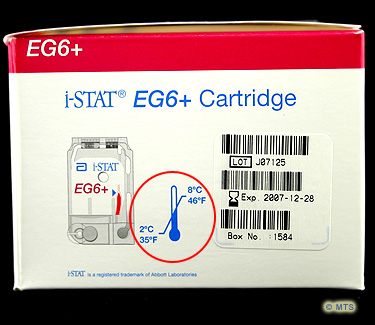 EG6+
i-STAT® EG6+ Cartridge
i-STAT
EG6+
8°C
46°F
2°C
35°F
LOT J07125
Exp. 2007-12-28
Box No. :1584
i-STAT is a registered trademark of Abbott Laboratories
© MTS